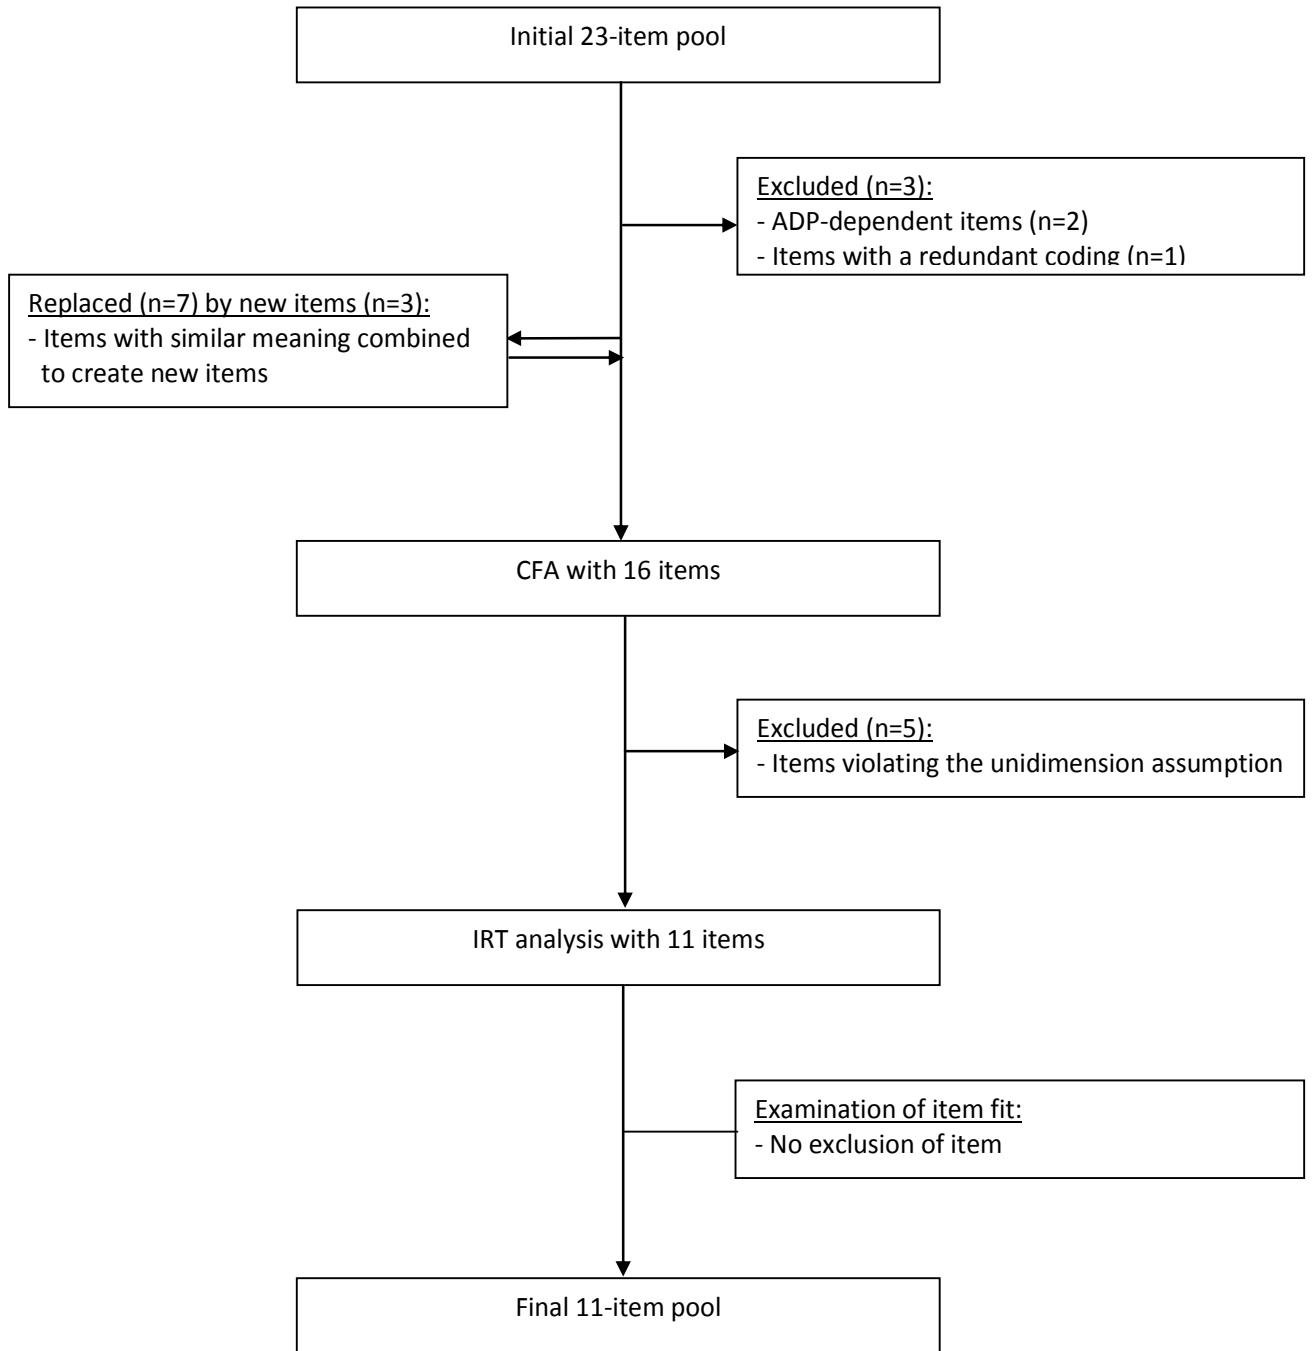 Initial 23-item pool
Excluded (n=3):
- ADP-dependent items (n=2)
- Items with a redundant coding (n=1)
Replaced (n=7) by new items (n=3):
- Items with similar meaning combined
to create new items
CFA with 16 items
Excluded (n=5):
- Items violating the unidimension assumption
IRT analysis with 11 items
Examination of item fit:
- No exclusion of item
Final 11-item pool